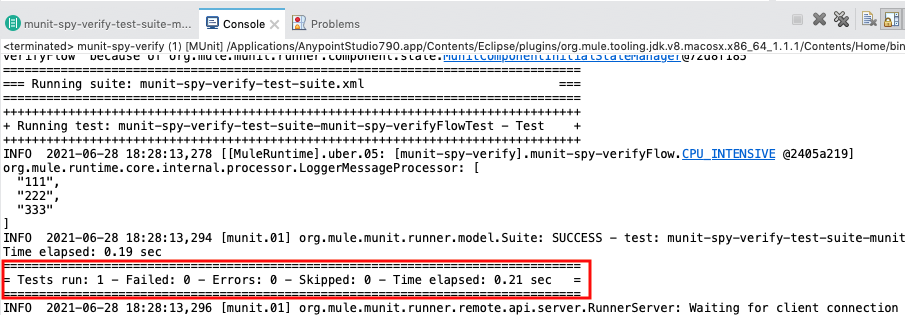 munit-spy-verify-test-suite-m... Console Problems
<terminated> munit-spy-verify (1) [MUnit] /Applications/AnypointStudio790.app/Contents/Eclipse/plugins/org.mule.tooling.jdk.v8.macosx.x86_64_1.1.1/Contents/Home/bin
verifyFlow because of org.mule.munit.runner.component.state.MunitComponentInitialStateManager@72d8f185
================================================================================
=== Running suite: munit-spy-verify-test-suite.xml ===
================================================================================
++++++++++++++++++++++++++++++++++++++++++++++++++++++++++++++++++++++++++++++++
+ Running test: munit-spy-verify-test-suite-munit-spy-verifyFlowTest - Test +
++++++++++++++++++++++++++++++++++++++++++++++++++++++++++++++++++++++++++++++++
INFO 2021-06-28 18:28:13,278 [[MuleRuntime].uber.05: [munit-spy-verify].munit-spy-verifyFlow.CPU_INTENSIVE @2405a219]
org.mule.runtime.core.internal.processor.LoggerMessageProcessor: [
"111",
"222",
"333"
]
INFO 2021-06-28 18:28:13,294 [munit.01] org.mule.munit.runner.model.Suite: SUCCESS - test: munit-spy-verify-test-suite-munit
Time elapsed: 0.19 sec
================================================================================
= Tests run: 1 - Failed: 0 - Errors: 0 - Skipped: 0 - Time elapsed: 0.21 sec =
================================================================================
INFO 2021-06-28 18:28:13,296 [munit.01] org.mule.munit.runner.remote.api.server.RunnerServer: Waiting for client connection